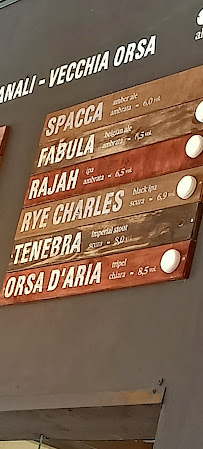 ANALI - VECCHIA ORSA
SPACCA
amber ale
ambrata - 6,0 vol.
FABULA
belgian ale
ambrata - 6,5 vol.
RAJAH
ipa
ambrata - 6,5 vol.
RYE CHARLES
black ipa
scura - 6,9 vol.
TENEBRA
imperial stout
scura - 8,0
ORSA D'ARIA
tripel
chiara - 8,5 vol.